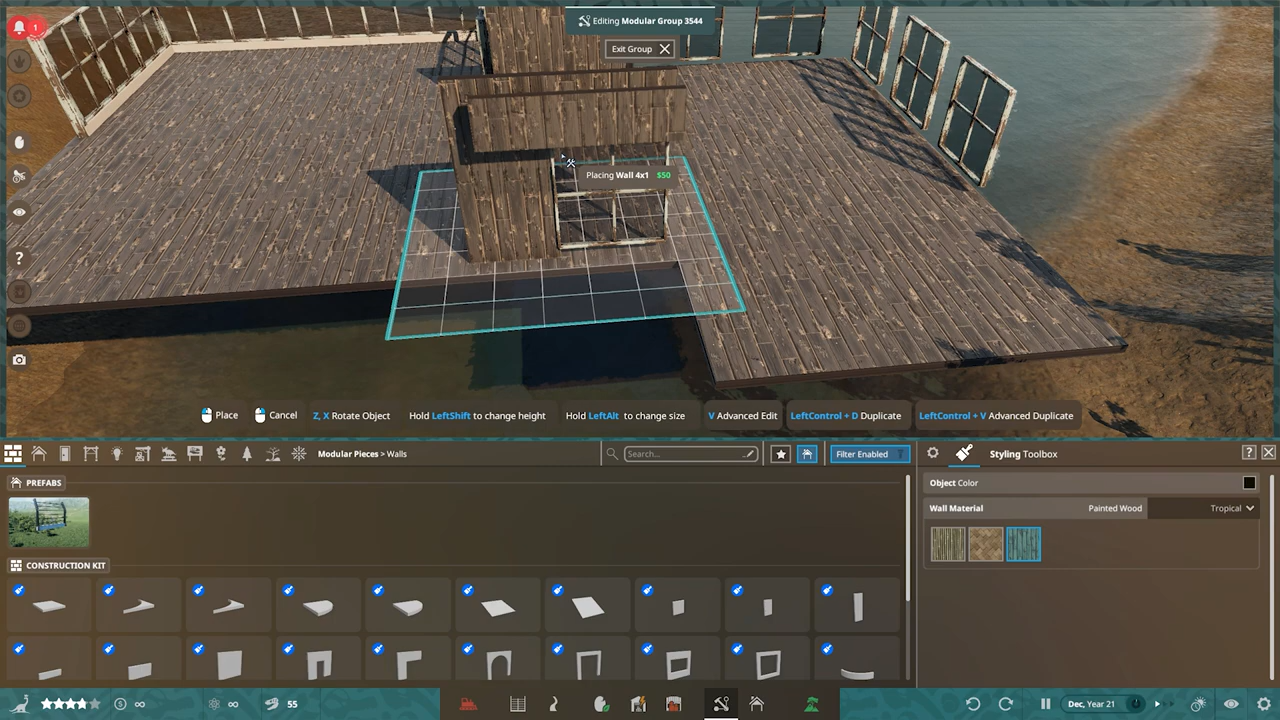 1
Editing Modular Group 3544
Exit Group
Placing Wall 4x1 $50
?
Place
Cancel
Z, X Rotate Object
Hold LeftShift to change height
Hold LeftAlt to change size
V Advanced Edit
LeftControl + D Duplicate
LeftControl + V Advanced Duplicate
Modular Pieces > Walls
Search...
Filter Enabled
Styling Toolbox
?
PREFABS
Object Color
Wall Material
Painted Wood
Tropical
CONSTRUCTION KIT
∞
∞
55
Dec, Year 21